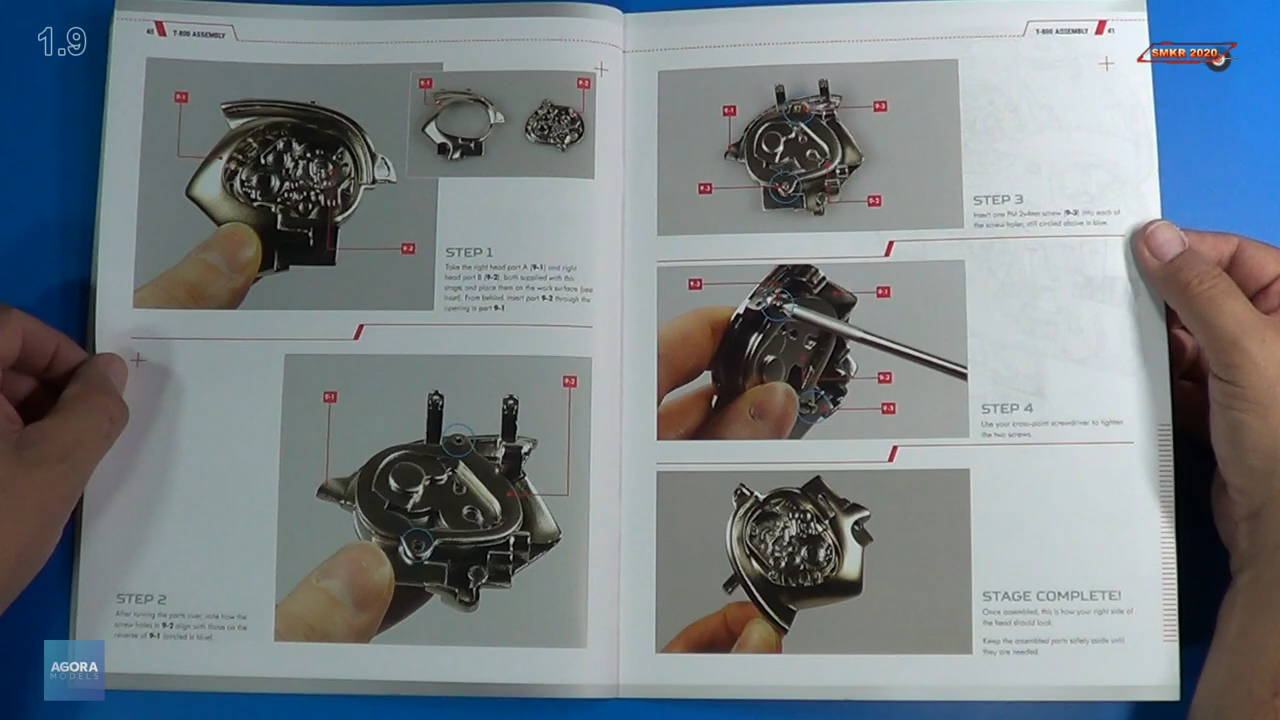 1.9
SMKR 2020
40 T-800 ASSEMBLY
T-800 ASSEMBLY 41
9-1
9-2
9-1
9-2
STEP 1
Take the right head part A (9-1) and right
head part B (9-2), both supplied with this
stage, and place them on the work surface (see
inset). From behind, insert part 9-2 through the
opening in part 9-1
9-1
9-2
STEP 2
After turning the parts over, note how the
screw holes in 9-2 align with those on the
reverse of 9-1 (circled in blue).
9-1
9-3
9-3
9-2
STEP 3
Insert one PM 2x4mm screw (9-3) into each of
the screw holes, still circled above in blue.
9-3
9-1
9-2
9-3
STEP 4
Use your cross-point screwdriver to tighten
the two screws.
STAGE COMPLETE!
Once assembled, this is how your right side of
the head should look.
Keep the assembled parts safely aside until
they are needed.
AGORA
MODELS